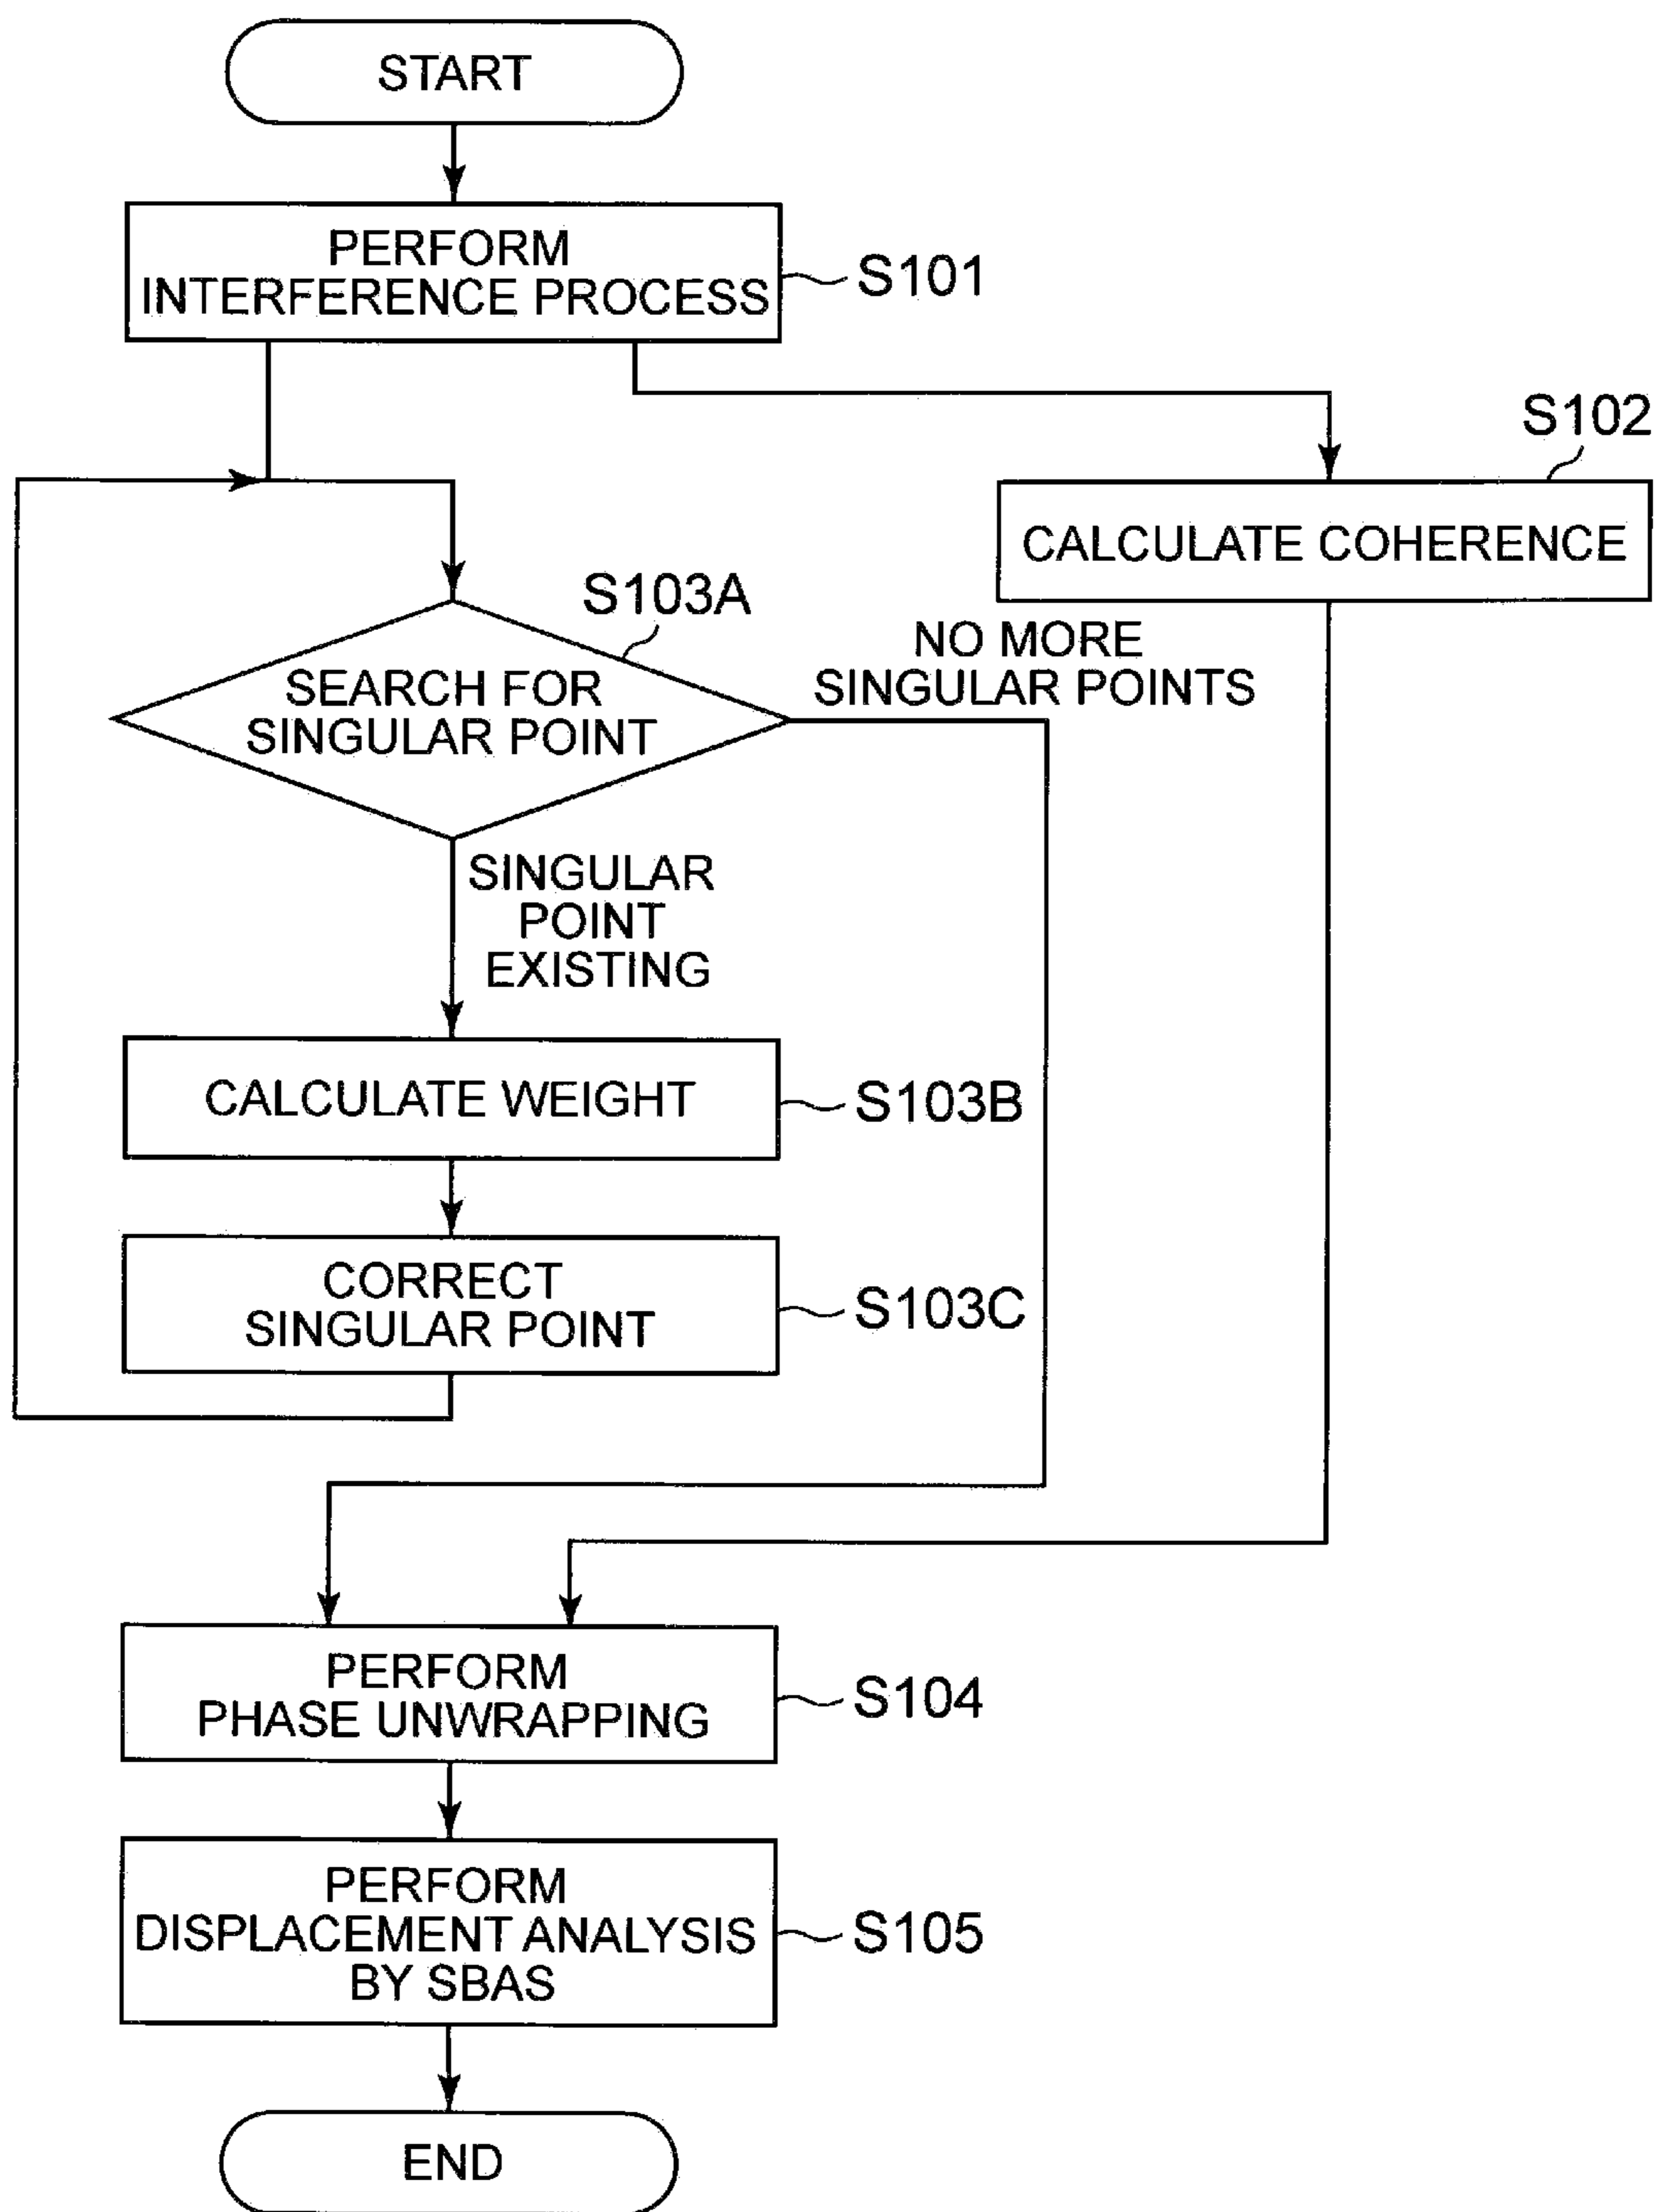 START
PERFORM
INTERFERENCE PROCESS
S101
S102
CALCULATE COHERENCE
S103A
NO MORE
SINGULAR POINTS
SEARCH FOR
SINGULAR POINT
SINGULAR
POINT
EXISTING
CALCULATE WEIGHT
S103B
CORRECT
SINGULAR POINT
S103C
PERFORM
PHASE UNWRAPPING
S104
PERFORM
DISPLACEMENT ANALYSIS
BY SBAS
S105
END